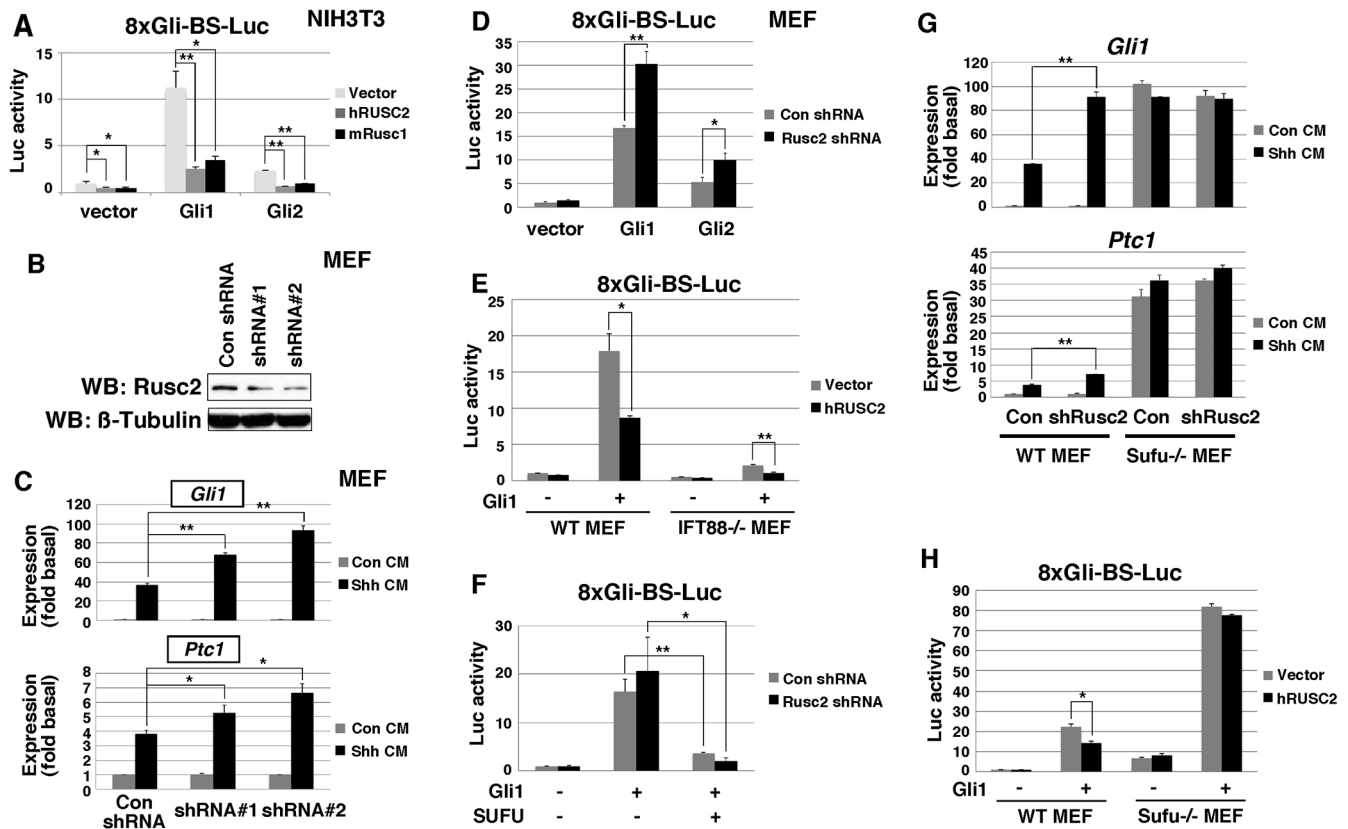 A
NIH3T3
8xGli-BS-Luc
Luc activity
15
10
5
0
*
**
*
*
*
**
**
Vector
hRUSC2
mRusc1
vector
Gli1
Gli2
B
MEF
Con shRNA
shRNA#1
shRNA#2
WB: Rusc2
WB: ß-Tubulin
C
MEF
Gli1
Expression
(fold basal)
120
100
80
60
40
20
0
**
**
Con CM
Shh CM
Ptc1
Expression
(fold basal)
8
7
6
5
4
3
2
1
0
*
*
Con CM
Shh CM
Con
shRNA
shRNA#1
shRNA#2
D
8xGli-BS-Luc
MEF
Luc activity
35
30
25
20
15
10
5
0
**
*
Con shRNA
Rusc2 shRNA
vector
Gli1
Gli2
E
8xGli-BS-Luc
Luc activity
25
20
15
10
5
0
*
**
Vector
hRUSC2
Gli1
-
+
-
+
WT MEF
IFT88-/- MEF
F
8xGli-BS-Luc
Luc activity
30
20
10
0
*
**
Con shRNA
Rusc2 shRNA
Gli1
-
+
+
SUFU
-
-
+
G
Gli1
Expression
(fold basal)
120
100
80
60
40
20
0
**
Con CM
Shh CM
Ptc1
Expression
(fold basal)
45
40
35
30
25
20
15
10
5
0
**
Con CM
Shh CM
Con shRusc2
Con shRusc2
WT MEF
Sufu-/- MEF
H
8xGli-BS-Luc
Luc activity
90
80
70
60
50
40
30
20
10
0
*
Vector
hRUSC2
Gli1
-
+
-
+
WT MEF
Sufu-/- MEF